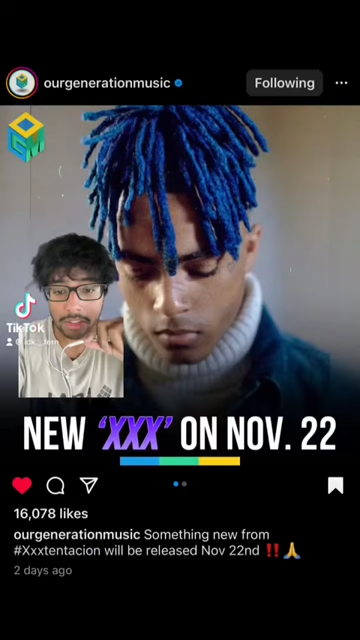 ourgenerationmusic
Following
OGM
TikTok
NEW ‘XXX’ ON NOV. 22
16,078 likes
ourgenerationmusic Something new from
#Xxxtentacion will be released Nov 22nd ‼️🙏
2 days ago